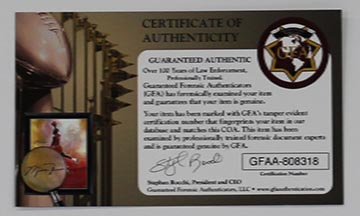 CERTIFICATE OF
AUTHENTICITY
GUARANTEED AUTHENTIC
Over 100 Years of Law Enforcement,
Professionally Trained.
Guaranteed Forensic Authenticators
(GFA) has forensically examined your item
and guarantees that your item is genuine.
Your item has been marked with GFA's tamper evident
certification number that fingerprints your item in our
database and matches this COA. This item has been
examined by professionally trained forensic document experts
and is guaranteed genuine by GFA.
GFAA-808318
Certification Number
Stephen Rocchi, President and CEO
Guaranteed Forensic Authenticators, LLC • www.gfauthentication.com